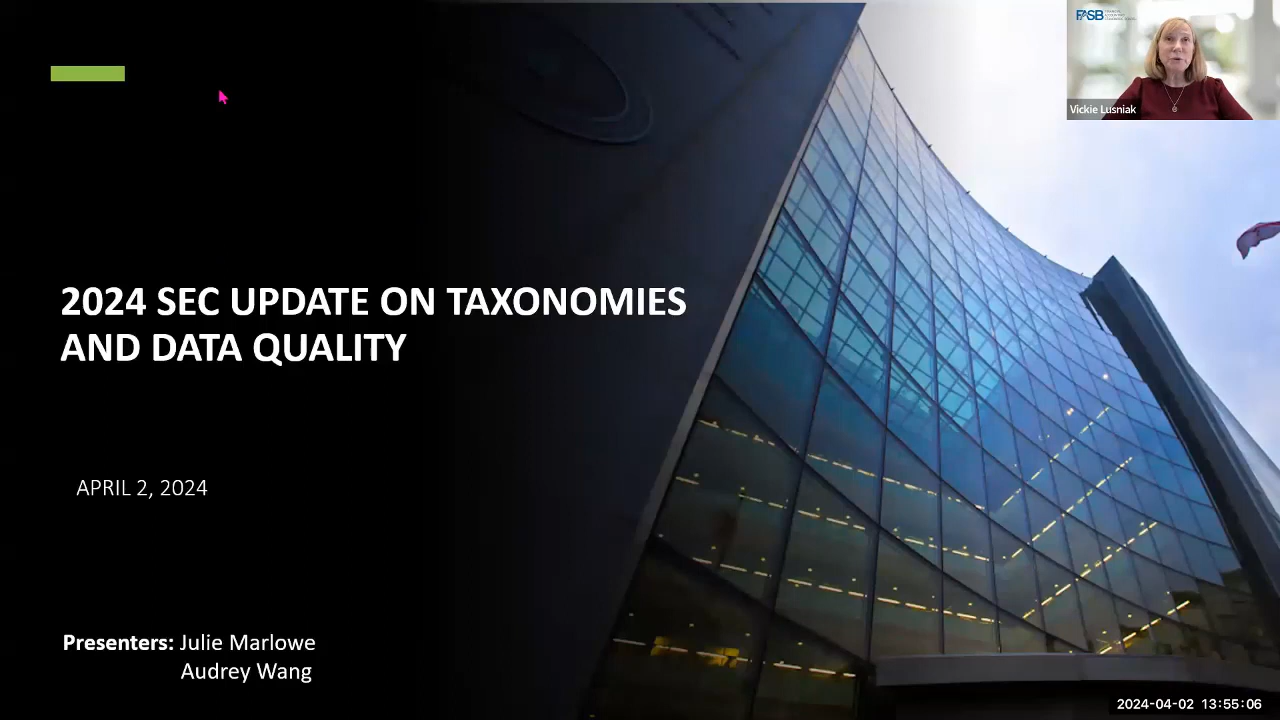 FASB
Vickie Lusniak
2024 SEC UPDATE ON TAXONOMIES
AND DATA QUALITY
APRIL 2, 2024
Presenters: Julie Marlowe
Audrey Wang
2024-04-02 13:55:06